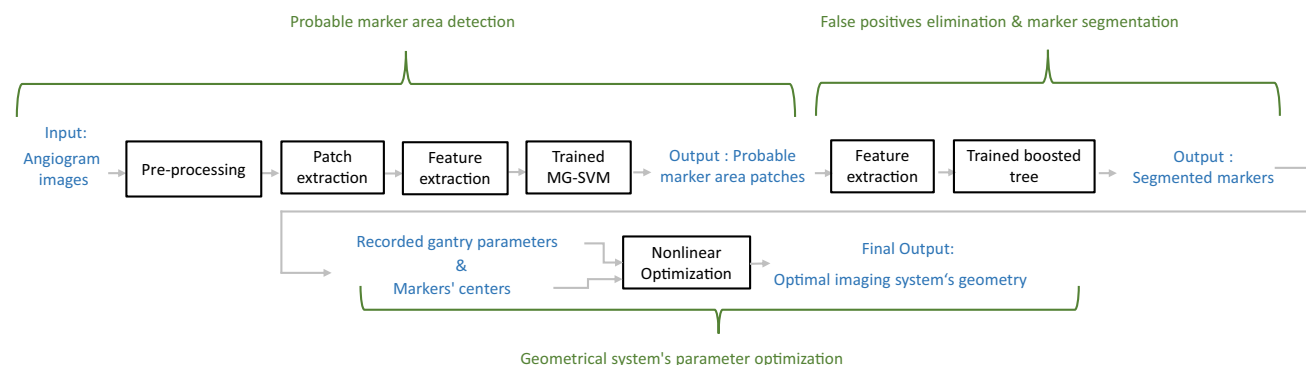 Probable marker area detection
False positives elimination & marker segmentation
Input:
Angiogram
images
Pre-processing
Patch
extraction
Feature
extraction
Trained
MG-SVM
Output : Probable
marker area patches
Feature
extraction
Trained boosted
tree
Output :
Segmented markers
Recorded gantry parameters
&
Markers' centers
Nonlinear
Optimization
Final Output:
Optimal imaging system‘s geometry
Geometrical system's parameter optimization